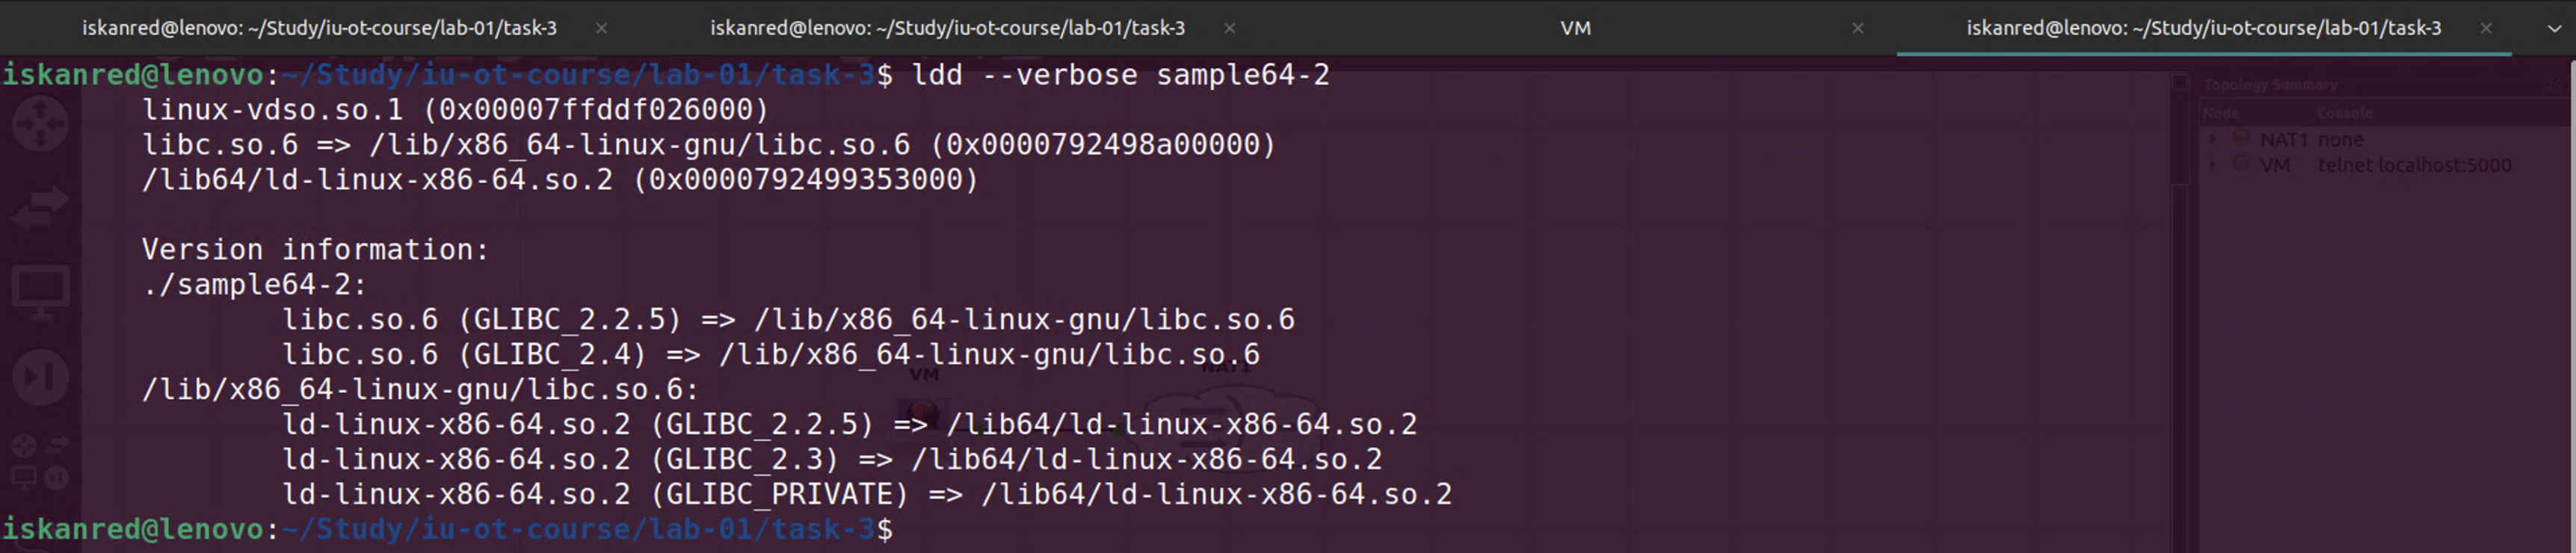 iskanred@lenovo: ~/Study/iu-ot-course/lab-01/task-3 × iskanred@lenovo: ~/Study/iu-ot-course/lab-01/task-3 × VM × iskanred@lenovo: ~/Study/iu-ot-course/lab-01/task-3 ×
iskanred@lenovo:~/Study/iu-ot-course/lab-01/task-3$ ldd --verbose sample64-2
linux-vdso.so.1 (0x00007ffddf026000)
libc.so.6 => /lib/x86_64-linux-gnu/libc.so.6 (0x0000792498a00000)
/lib64/ld-linux-x86-64.so.2 (0x0000792499353000)
Version information:
./sample64-2:
libc.so.6 (GLIBC_2.2.5) => /lib/x86_64-linux-gnu/libc.so.6
libc.so.6 (GLIBC_2.4) => /lib/x86_64-linux-gnu/libc.so.6
/lib/x86_64-linux-gnu/libc.so.6:
ld-linux-x86-64.so.2 (GLIBC_2.2.5) => /lib64/ld-linux-x86-64.so.2
ld-linux-x86-64.so.2 (GLIBC_2.3) => /lib64/ld-linux-x86-64.so.2
ld-linux-x86-64.so.2 (GLIBC_PRIVATE) => /lib64/ld-linux-x86-64.so.2
iskanred@lenovo:~/Study/iu-ot-course/lab-01/task-3$
Topology Summary
Node Console
NAT1 none
VM telnet localhost:5000
VM
NAT1